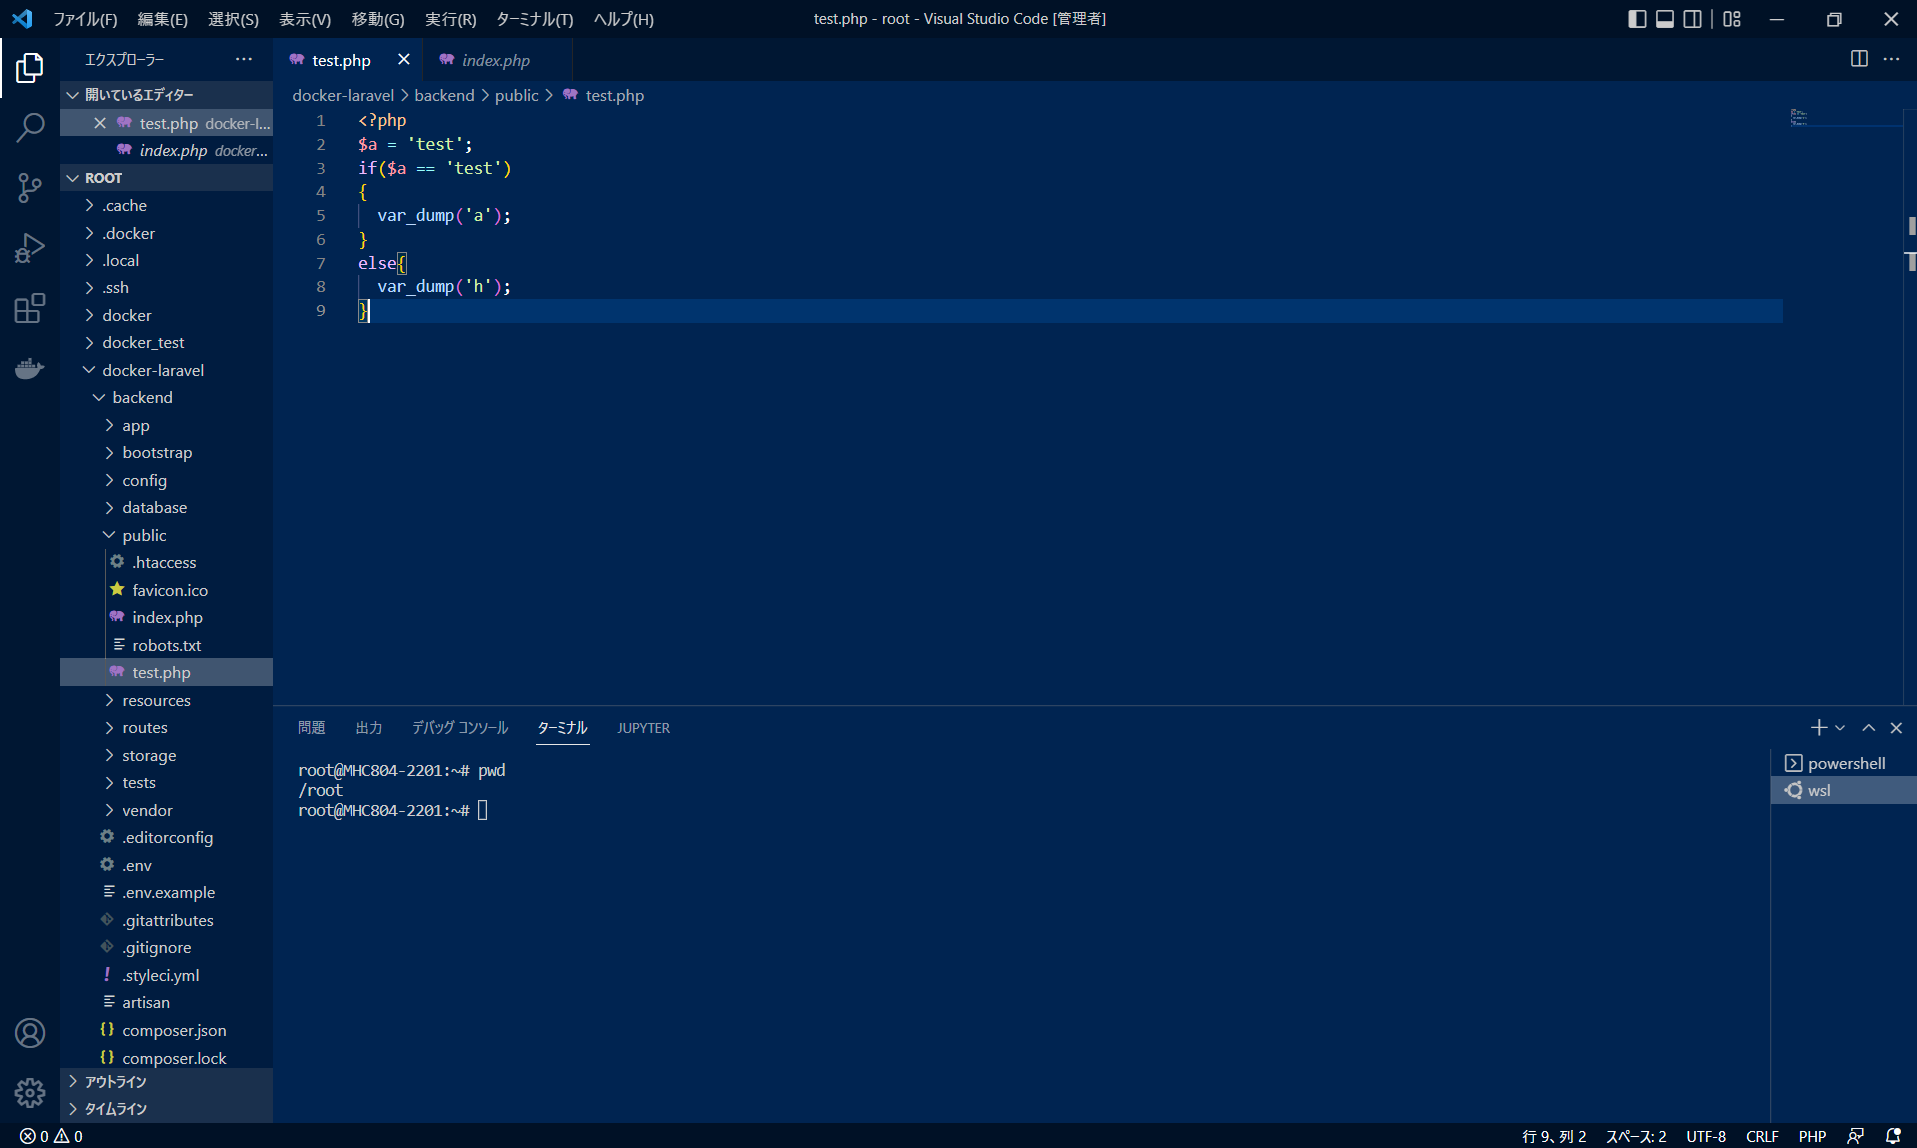 ファイル(F) 編集(E) 選択(S) 表示(V) 移動(G) 実行(R) ターミナル(T) ヘルプ(H) test.php - root - Visual Studio Code [管理者]
エクスプローラー
開いているエディター
test.php docker-l...
index.php docker...
ROOT
.cache
.docker
.local
.ssh
docker
docker_test
docker-laravel
backend
app
bootstrap
config
database
public
.htaccess
favicon.ico
index.php
robots.txt
test.php
resources
routes
storage
tests
vendor
.editorconfig
.env
.env.example
.gitattributes
.gitignore
.styleci.yml
artisan
composer.json
composer.lock
アウトライン
タイムライン
test.php index.php
docker-laravel > backend > public > test.php
1 <?php
2 $a = 'test';
3 if($a == 'test')
4 {
5 var_dump('a');
6 }
7 else{
8 var_dump('h');
9 }
問題 出力 デバッグ コンソール ターミナル JUPYTER
root@MHC804-2201:~# pwd
/root
root@MHC804-2201:~#
powershell
wsl
0 0 行 9、列 2 スペース: 2 UTF-8 CRLF PHP